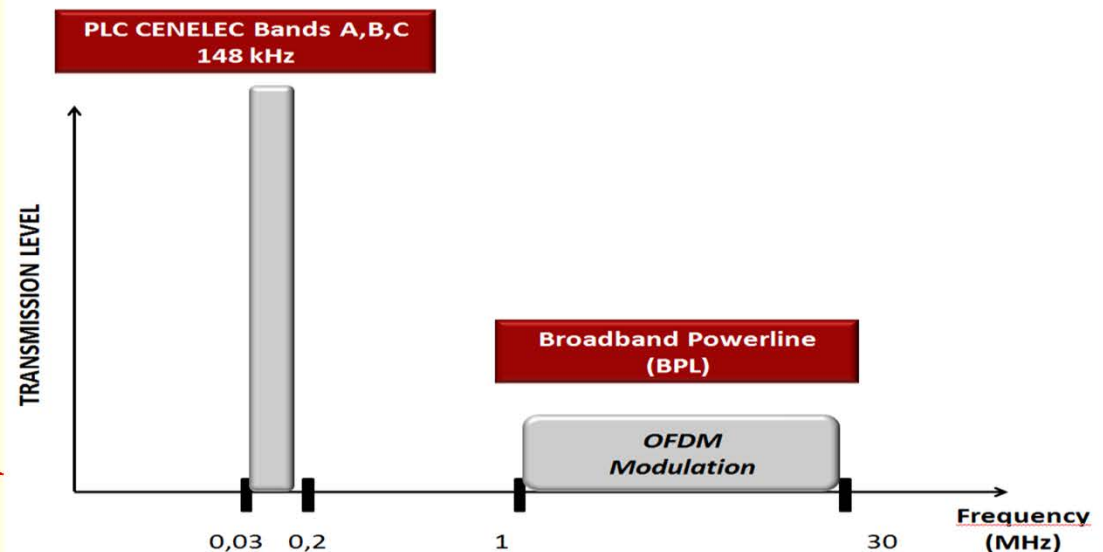 PLC CENELEC Bands A,B,C
148 kHz
TRANSMISSION LEVEL
Broadband Powerline
(BPL)
OFDM
Modulation
0,03 0,2 1 30
Frequency
(MHz)